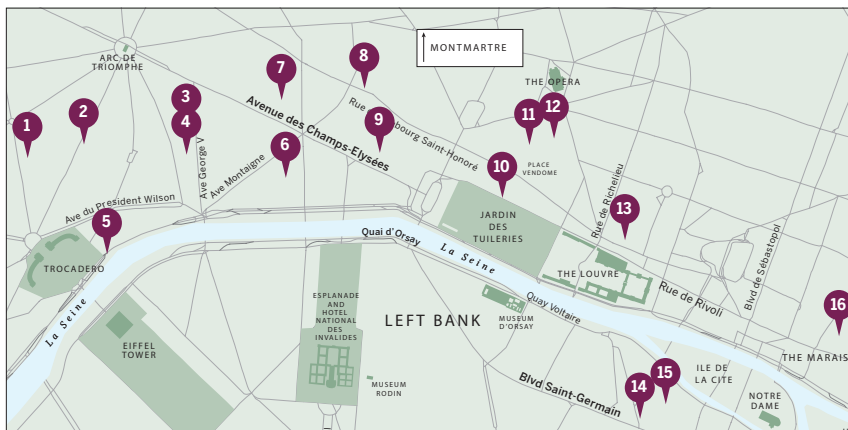 MONTMARTRE
ARC DE
TRIOMPHE
8
7
THE OPERA
3
2
Avenue des Champs-Elysées
Rue
bourg Saint-Honoré
1
4
9
11
12
6
Ave George V
Ave Montaigne
10
PLACE
VENDOME
Ave du President Wilson
Rue de Richelieu
13
5
JARDIN
DES
TUILERIES
Quai d'Orsay
La Seine
TROCADERO
THE LOUVRE
Rue de Rivoli
Blvd de Sébastopol
La Seine
ESPLANADE
AND
HOTEL
NATIONAL
DES
INVALIDES
LEFT BANK
Quay Voltaire
MUSEUM
D'ORSAY
16
EIFFEL
TOWER
THE MARAIS
MUSEUM
RODIN
Blvd Saint-Germain
14
15
ILE DE
LA CITE
NOTRE
DAME